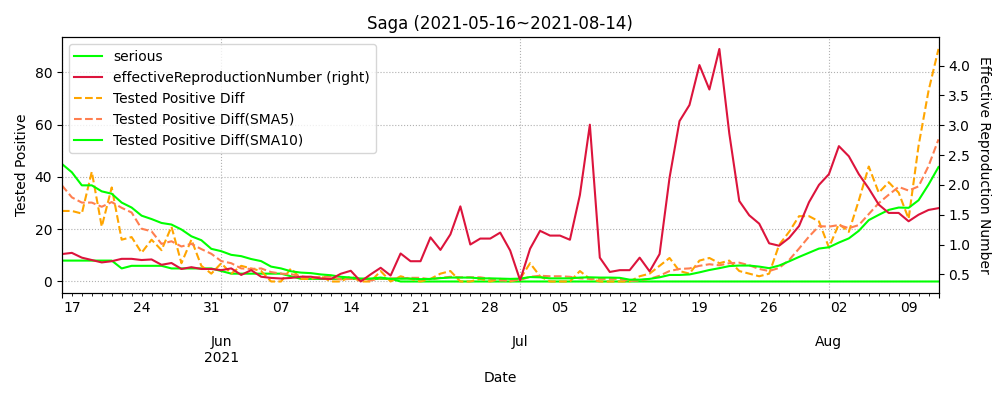 Saga (2021-05-16~2021-08-14)
serious
effectiveReproductionNumber (right)
Tested Positive Diff
Tested Positive Diff(SMA5)
Tested Positive Diff(SMA10)
Tested Positive
80
60
40
20
0
4.0
3.5
3.0
2.5
2.0
1.5
1.0
0.5
Effective Reproduction Number
17 24 07 14 21 28 05 12 19 26 02 09
Jun Jul Aug
2021
Date